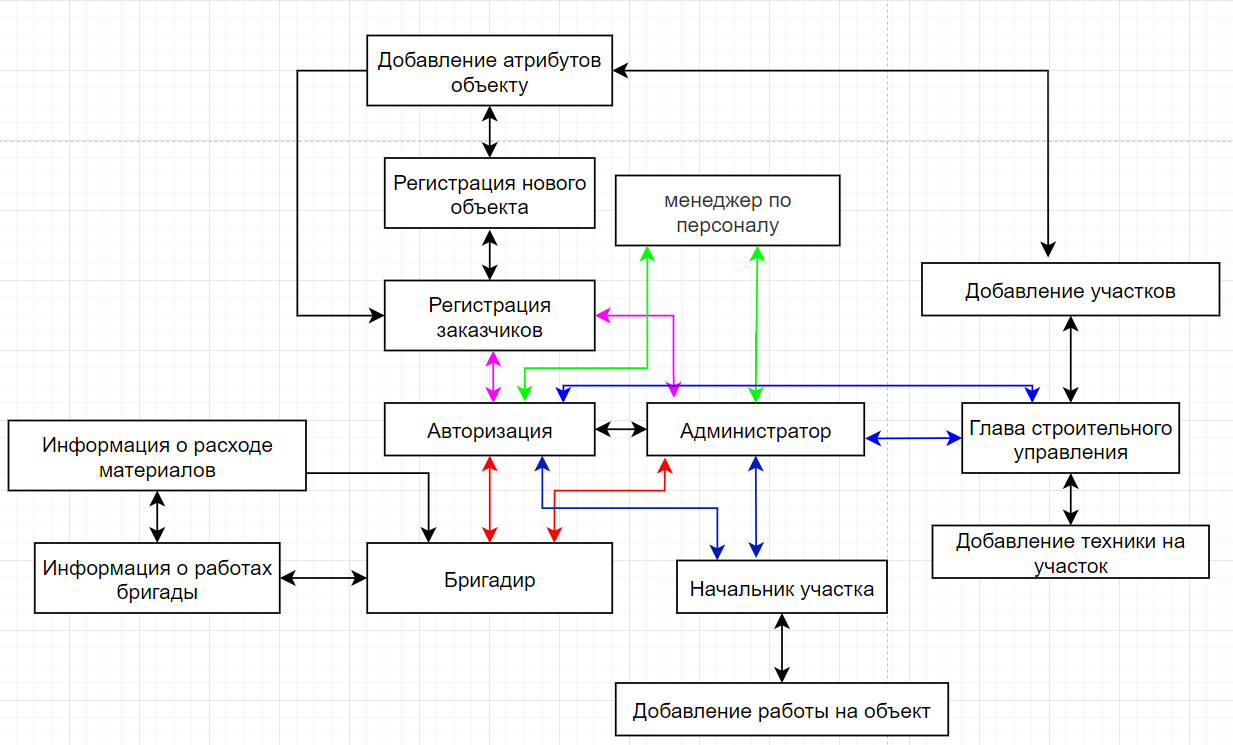 Добавление атрибутов
объекту
Регистрация нового
объекта
менеджер по
персоналу
Регистрация
заказчиков
Добавление участков
Авторизация
Администратор
Глава строительного
управления
Информация о расходе
материалов
Добавление техники на
участок
Информация о работах
бригады
Бригадир
Начальник участка
Добавление работы на объект